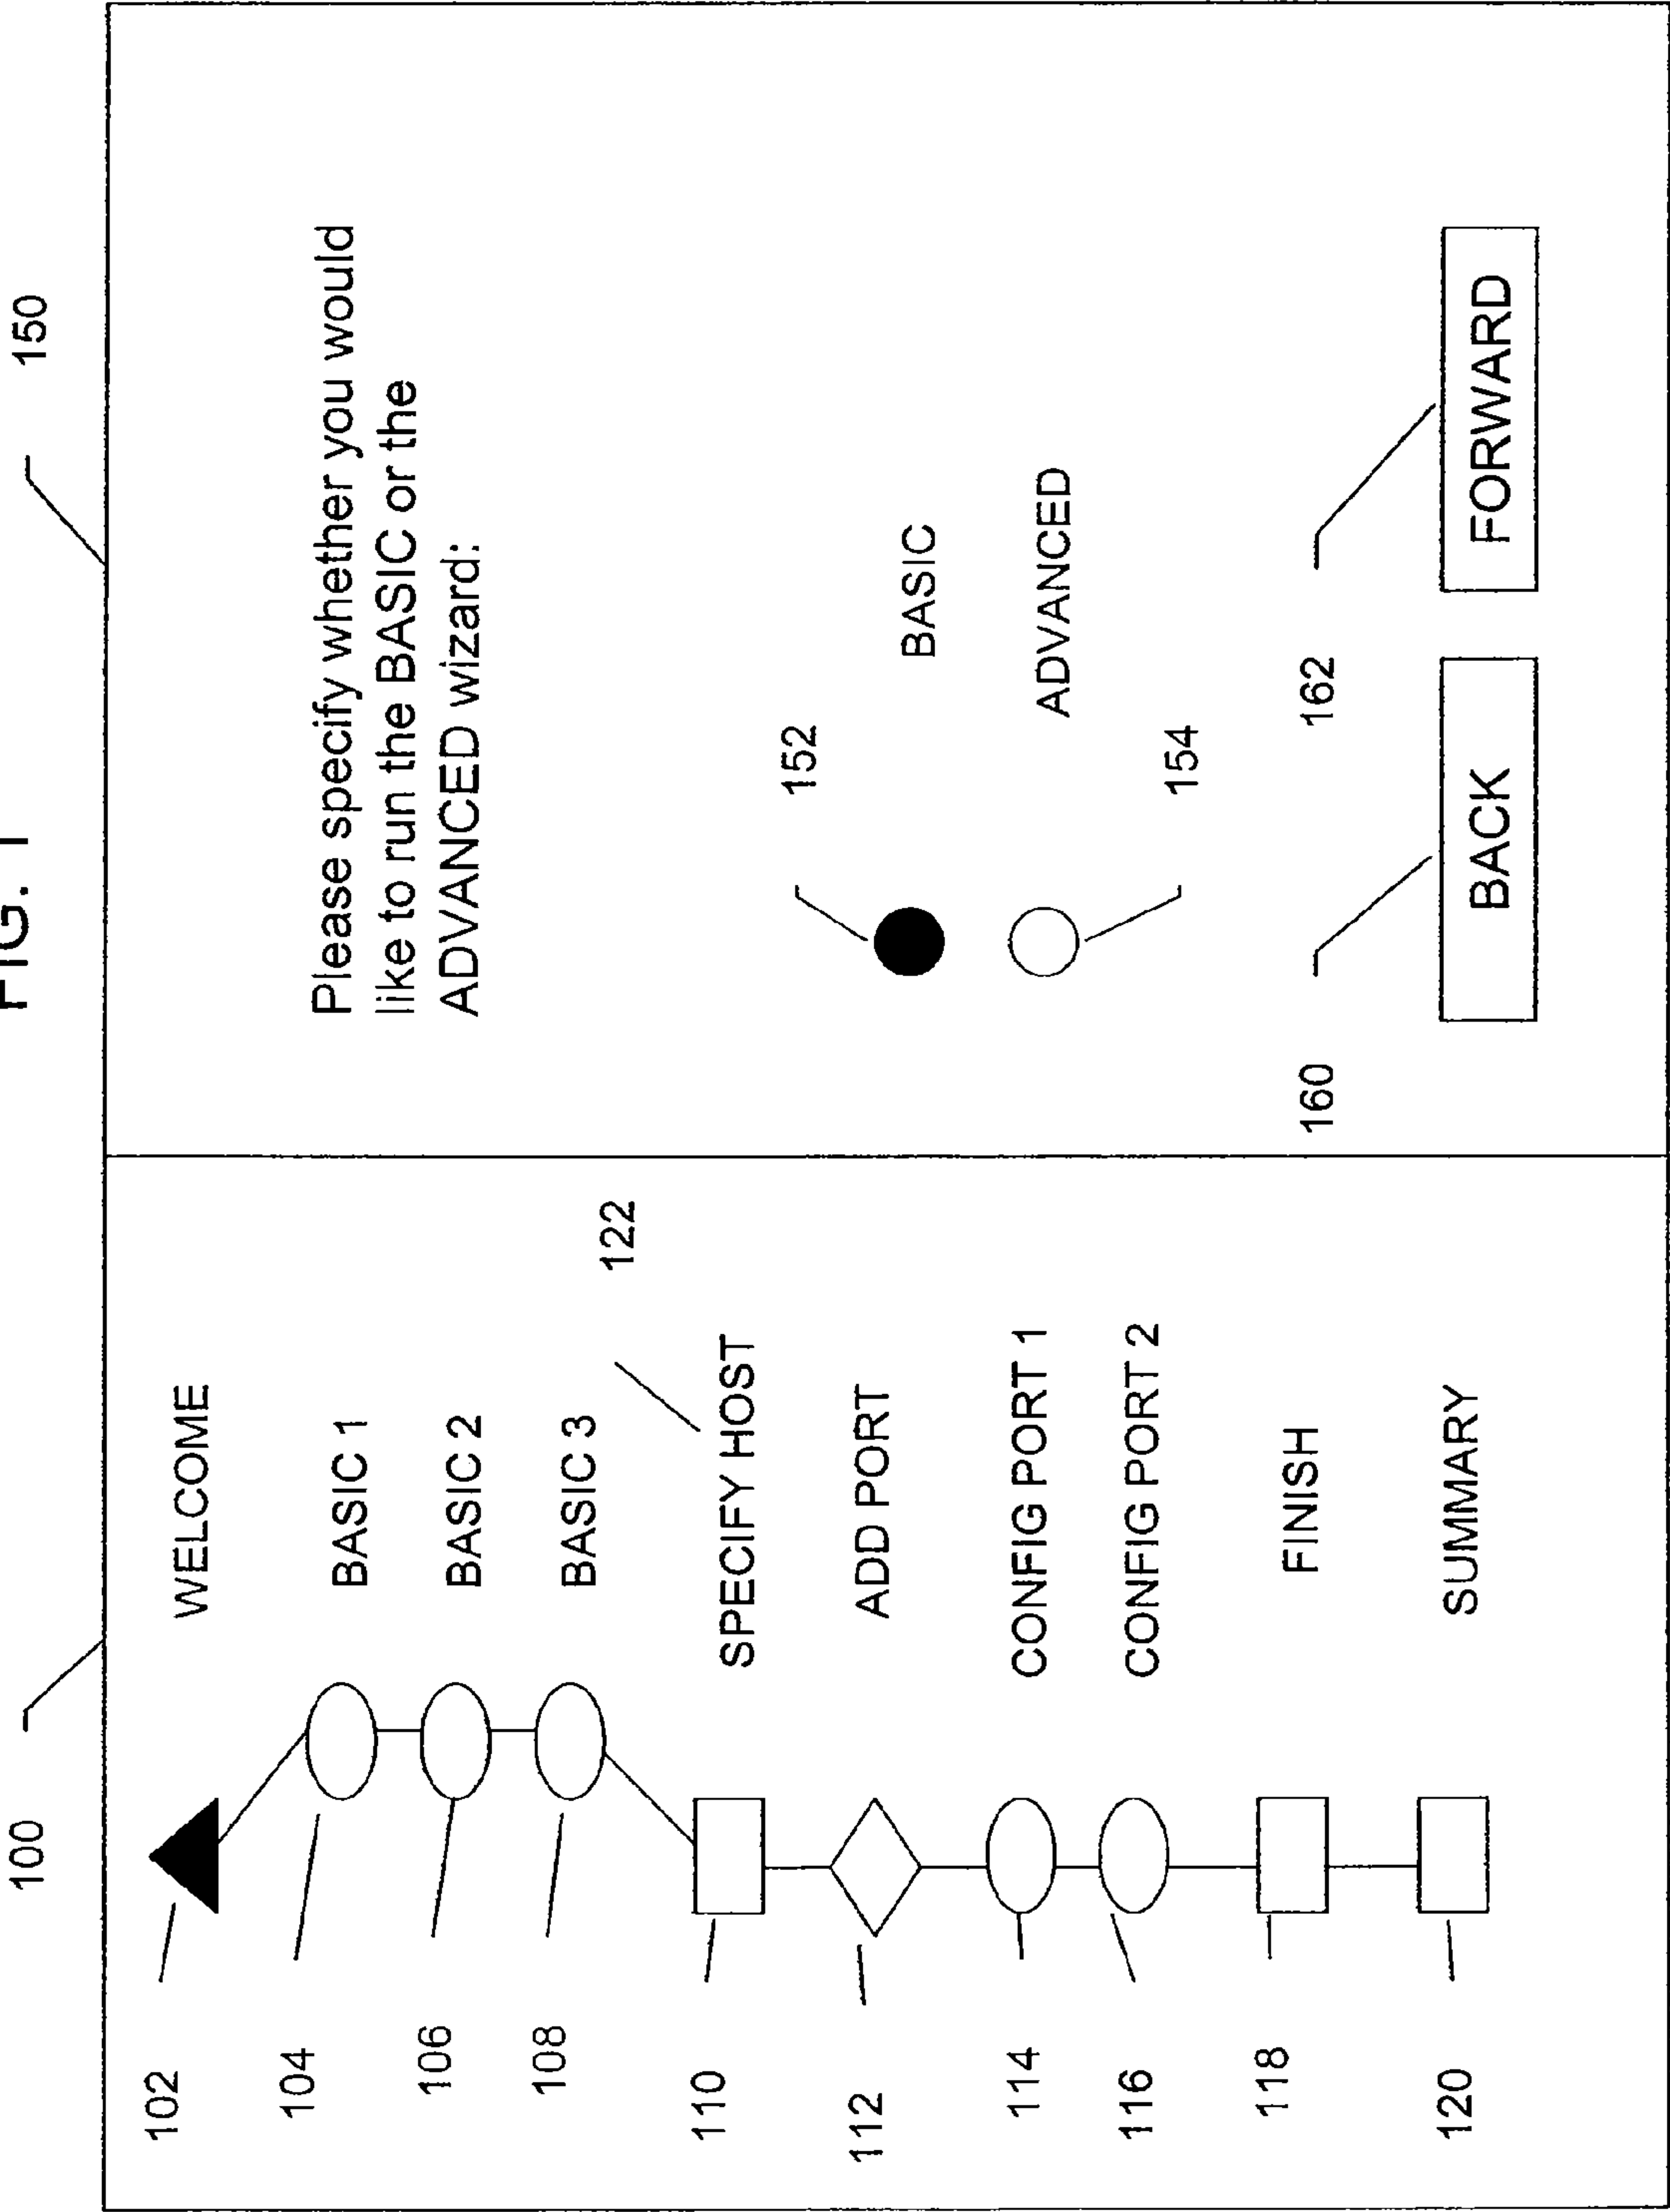 FIG. 1
100
150
102
WELCOME
104
BASIC 1
106
BASIC 2
108
BASIC 3
122
110
SPECIFY HOST
112
ADD PORT
114
CONFIG PORT 1
116
CONFIG PORT 2
118
FINISH
120
SUMMARY
Please specify whether you would
like to run the BASIC or the
ADVANCED wizard:
152
BASIC
ADVANCED
154
160
162
BACK
FORWARD